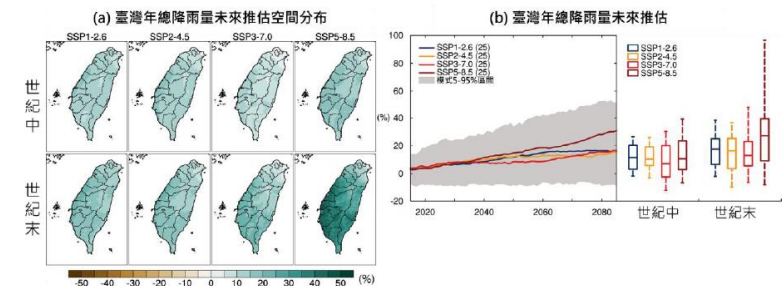 (a) 臺灣年總降雨量未來推估空間分布
SSP1-2.6 SSP2-4.5 SSP3-7.0 SSP5-8.5
世紀中
世紀末
-50 -40 -30 -20 -10 0 10 20 30 40 50 (%)
(b) 臺灣年總降雨量未來推估
100
80
60
(%)
40
20
0
-20
2020 2040 2060 2080
SSP1-2.6 (25)
SSP2-4.5 (25)
SSP3-7.0 (25)
SSP5-8.5 (25)
模式5-95%區間
SSP1-2.6
SSP2-4.5
SSP3-7.0
SSP5-8.5
世紀中 世紀末